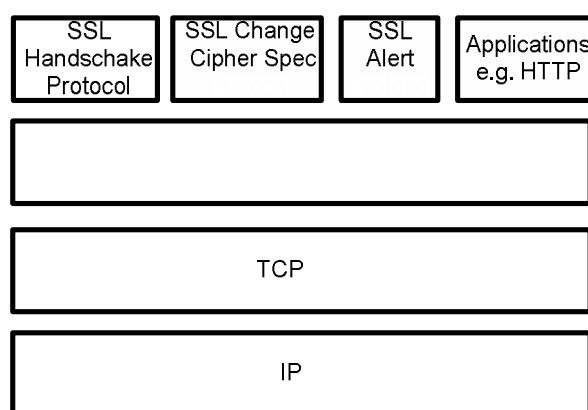 SSL
Handschake
Protocol
SSL Change
Cipher Spec
SSL
Alert
Applications
e.g. HTTP
TCP
IP